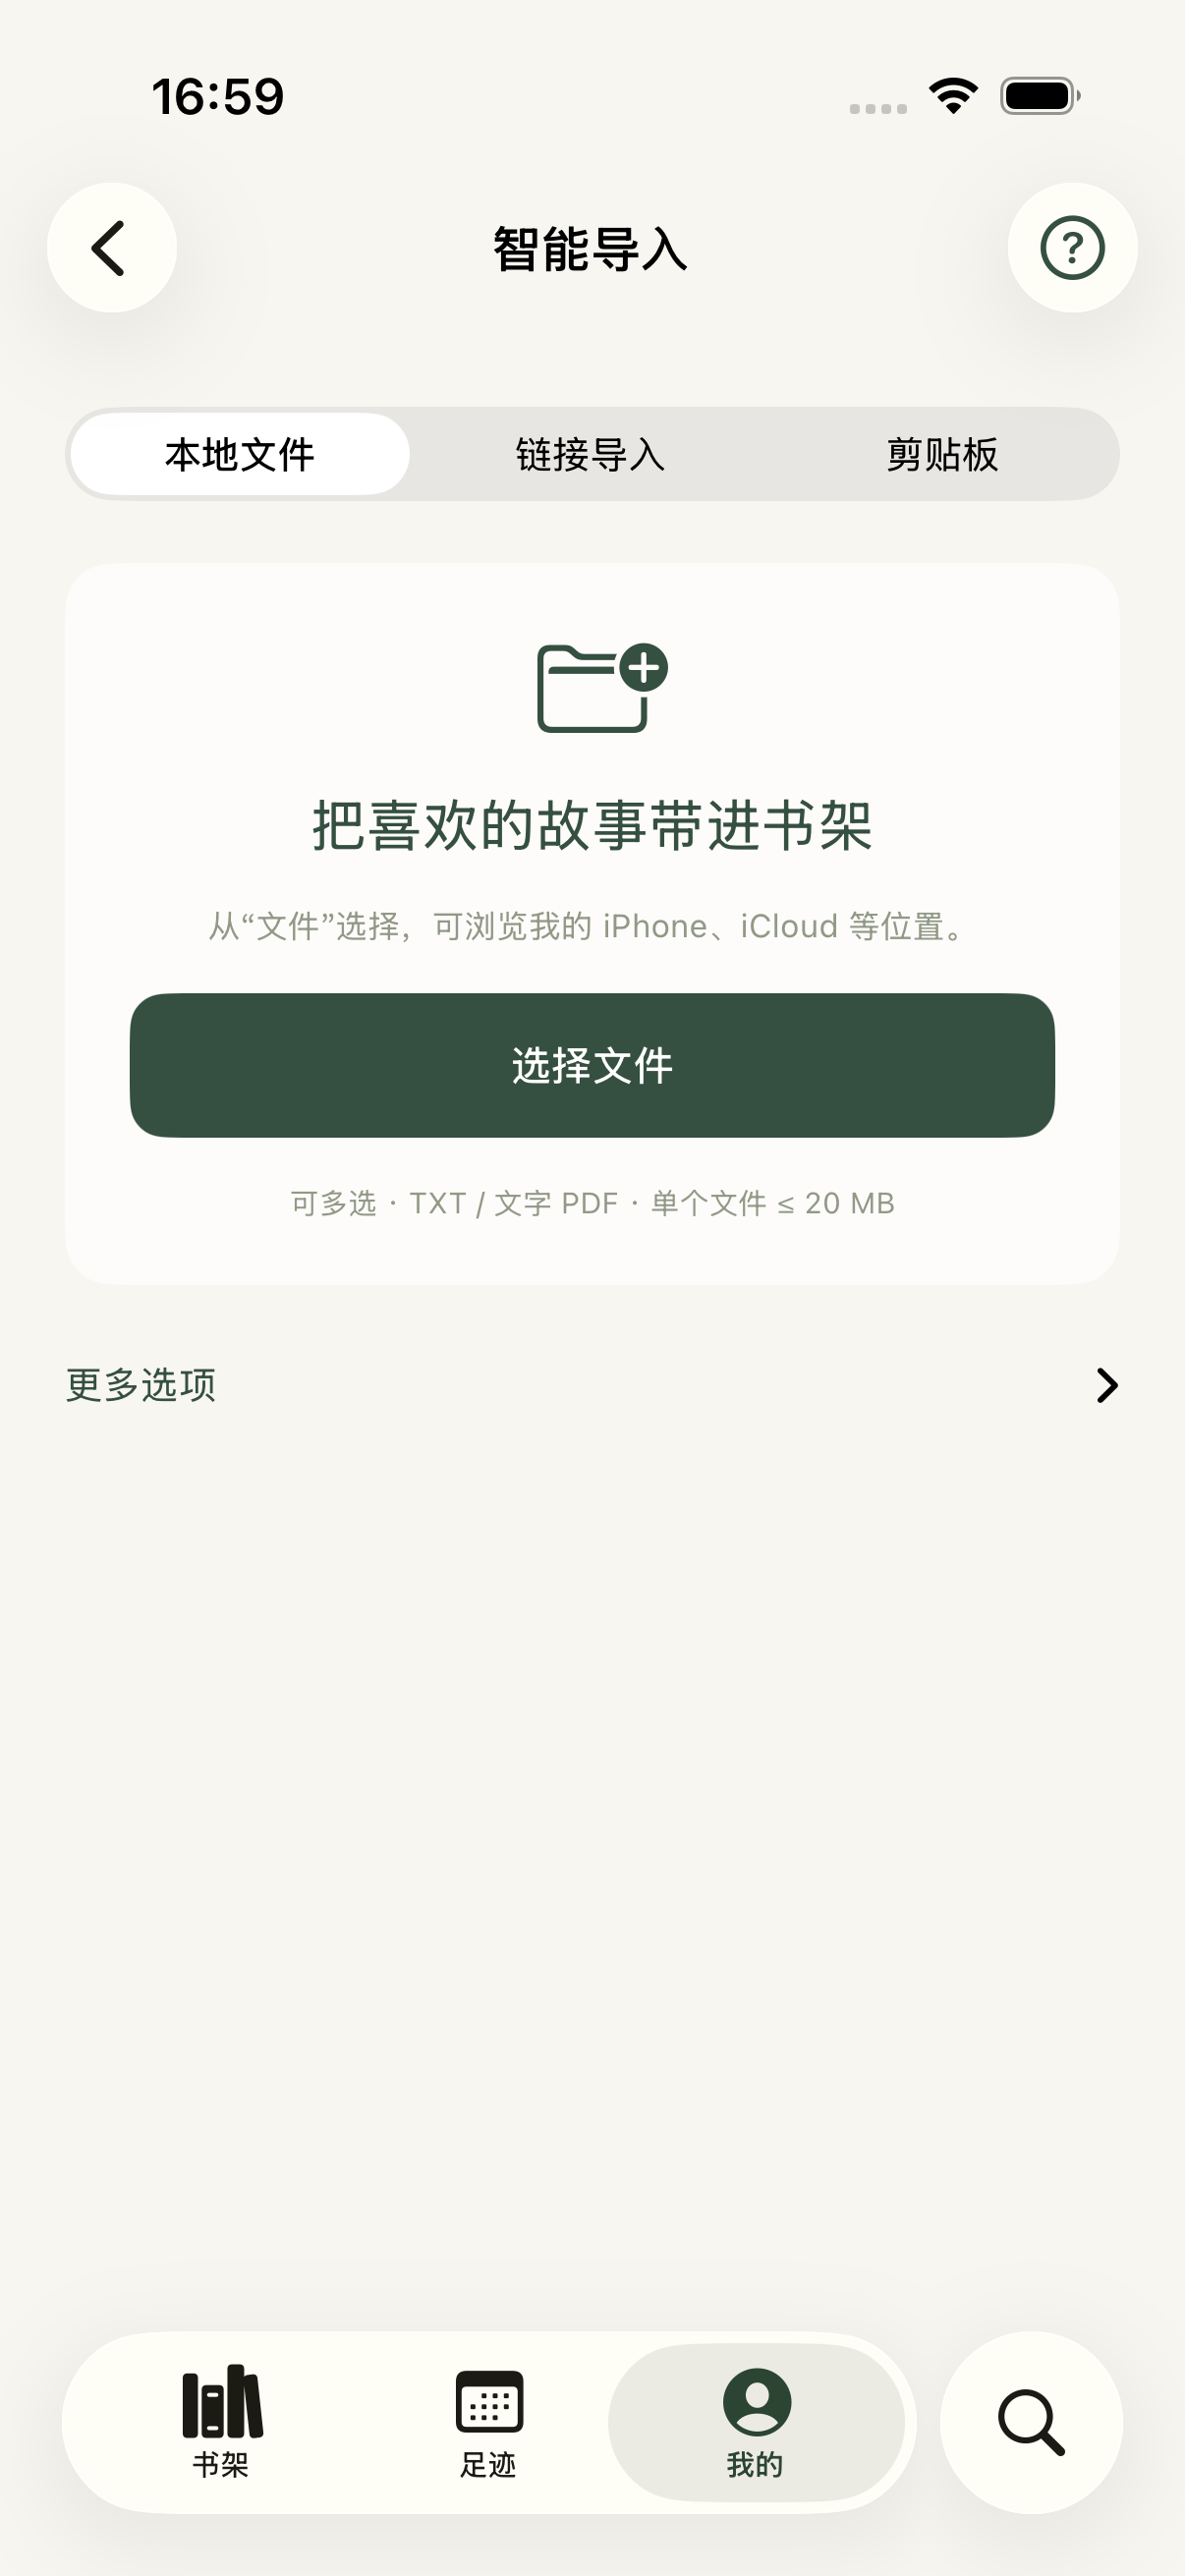 16:59
智能导入
本地文件
链接导入
剪贴板
把喜欢的故事带进书架
从“文件”选择，可浏览我的 iPhone、iCloud 等位置。
选择文件
可多选 · TXT / 文字 PDF · 单个文件 ≤ 20 MB
更多选项
书架
足迹
我的